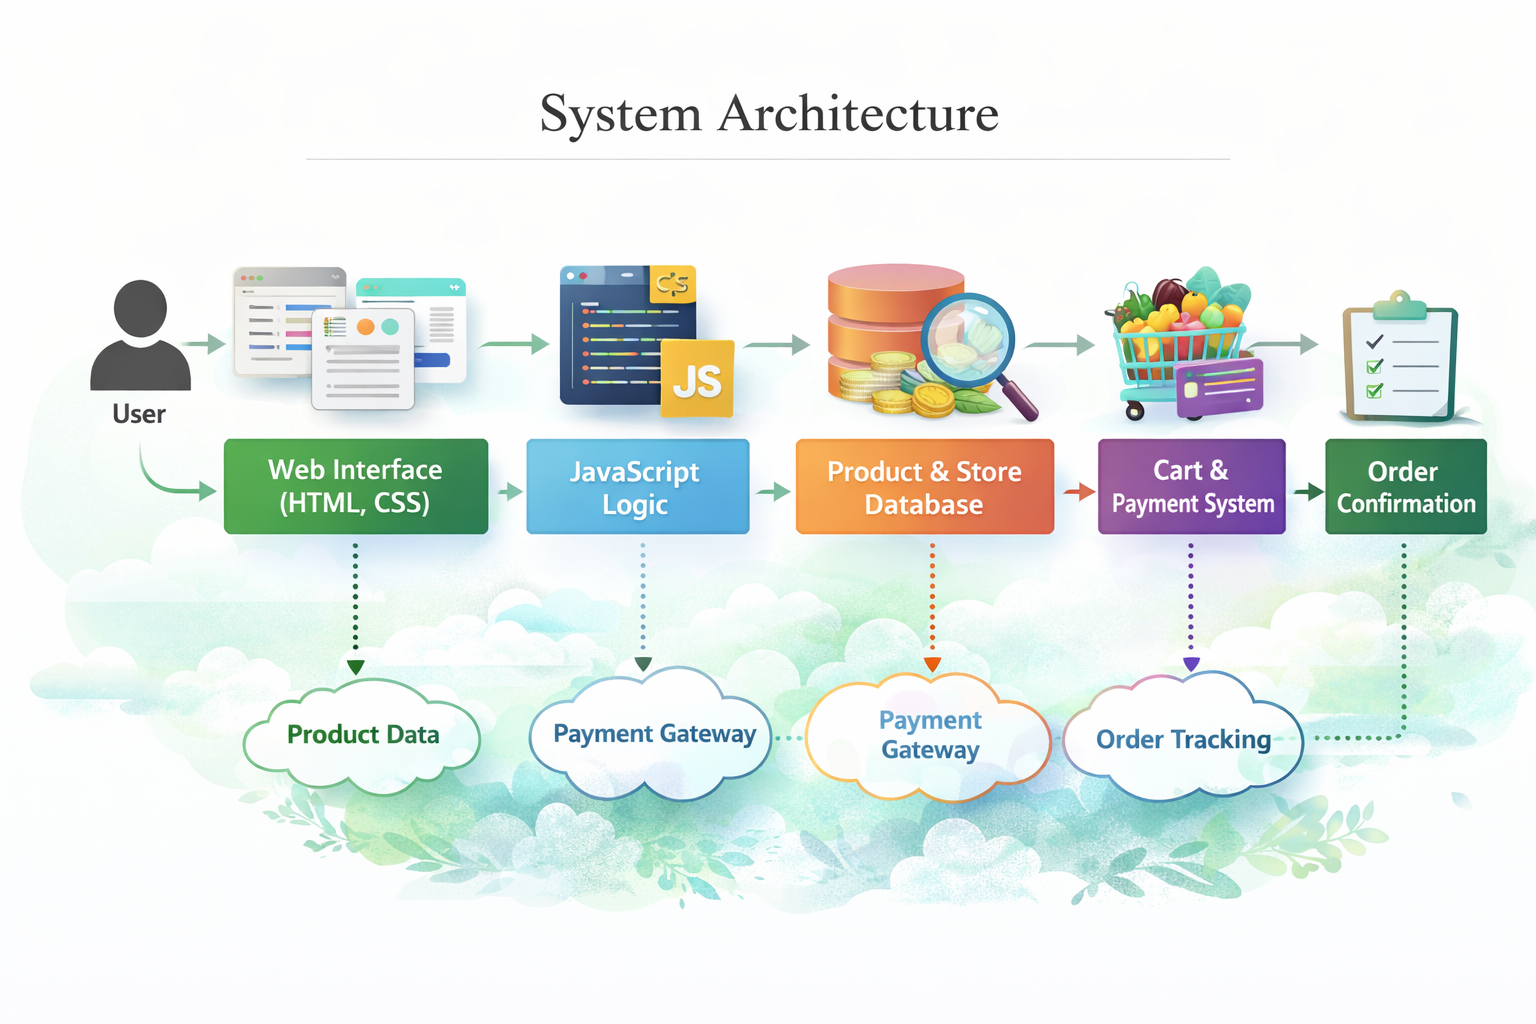 System Architecture
C's
JS
User
Web Interface
(HTML, CSS)
JavaScript
Logic
Product & Store
Database
Cart &
Payment System
Order
Confirmation
Product Data
Payment Gateway
Payment
Gateway
Order Tracking